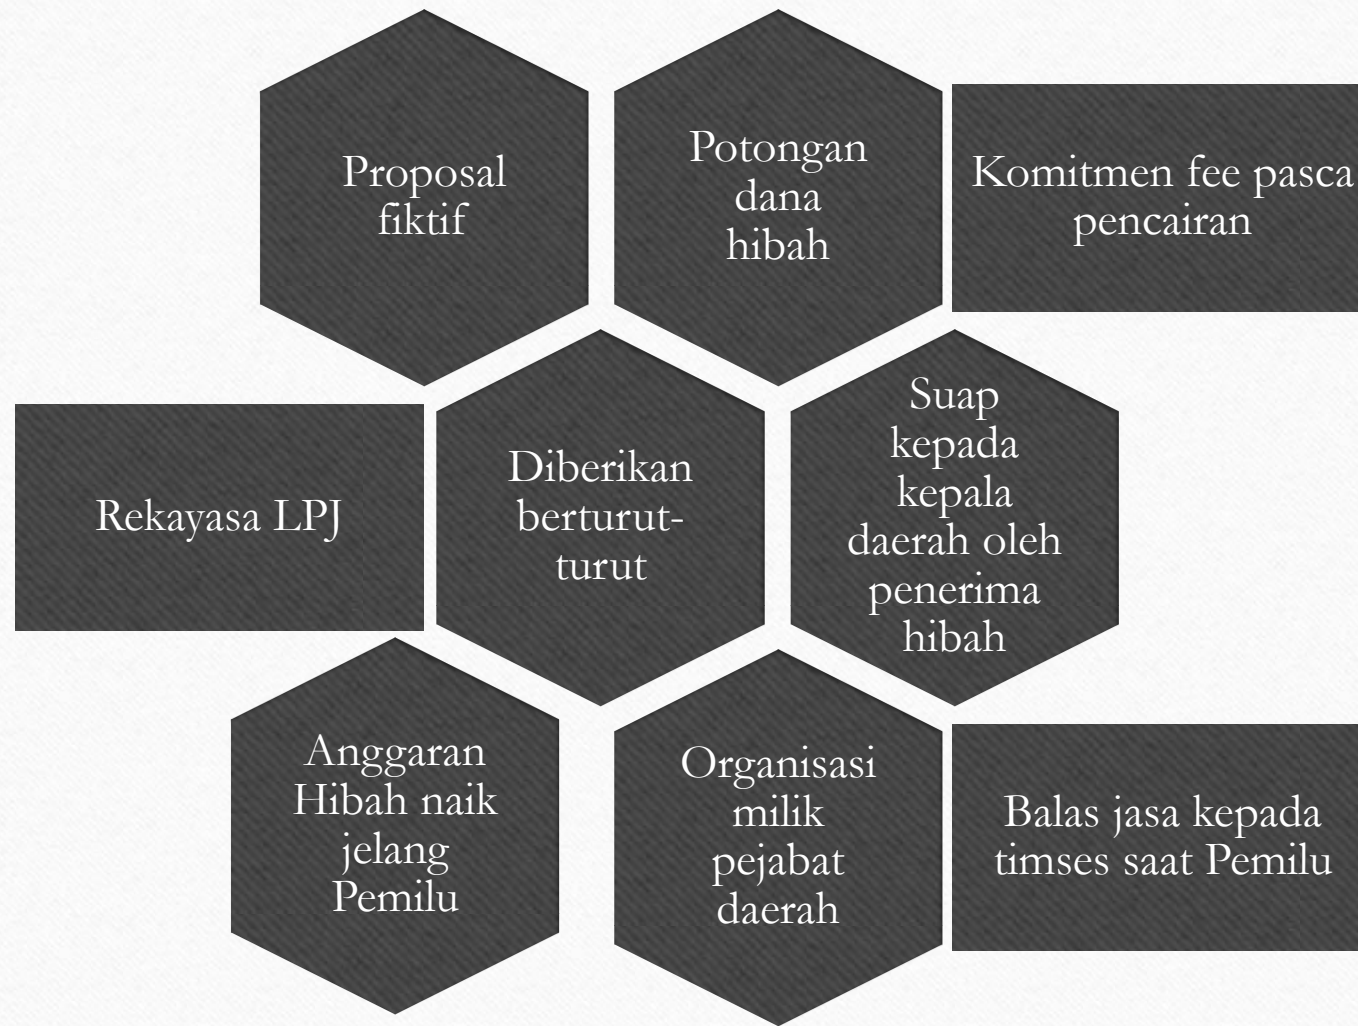 Proposal
fiktif
Potongan
dana
hibah
Komitmen fee pasca
pencairan
Rekayasa LPJ
Diberikan
berturut-
turut
Suap
kepada
kepala
daerah oleh
penerima
hibah
Anggaran
Hibah naik
jelang
Pemilu
Organisasi
milik
pejabat
daerah
Balas jasa kepada
timses saat Pemilu